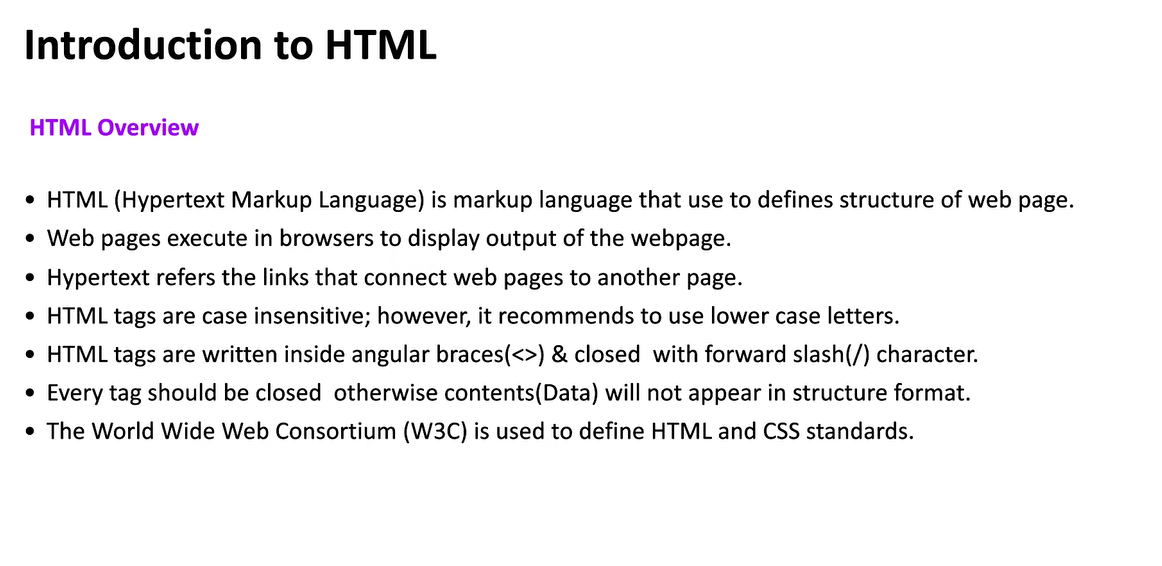 Introduction to HTML
HTML Overview
• HTML (Hypertext Markup Language) is markup language that use to defines structure of web page.
• Web pages execute in browsers to display output of the webpage.
• Hypertext refers the links that connect web pages to another page.
• HTML tags are case insensitive; however, it recommends to use lower case letters.
• HTML tags are written inside angular braces(<>) & closed  with forward slash(/) character.
• Every tag should be closed  otherwise contents(Data) will not appear in structure format.
• The World Wide Web Consortium (W3C) is used to define HTML and CSS standards.